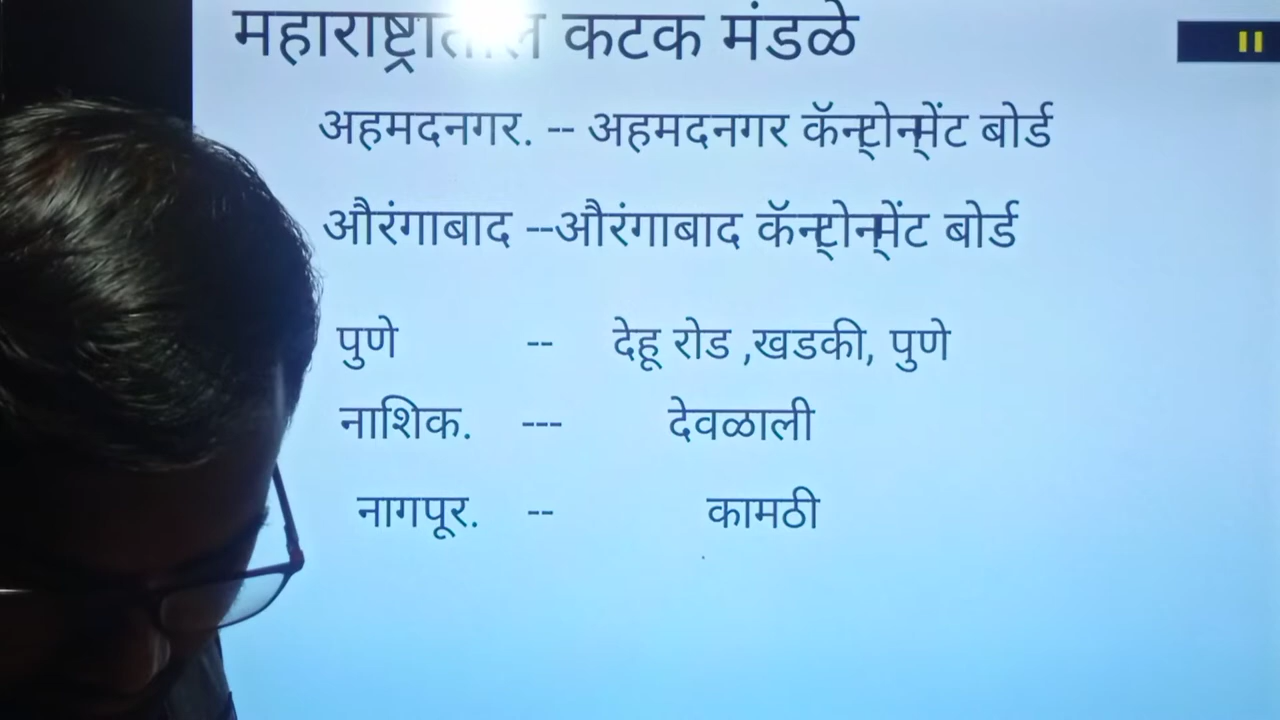 महाराष्ट्रातील कटक मंडळे
अहमदनगर. -- अहमदनगर कॅन्टोन्मेंट बोर्ड
औरंगाबाद --औरंगाबाद कॅन्टोन्मेंट बोर्ड
पुणे -- देहू रोड ,खडकी, पुणे
नाशिक. --- देवळाली
नागपूर. -- कामठी